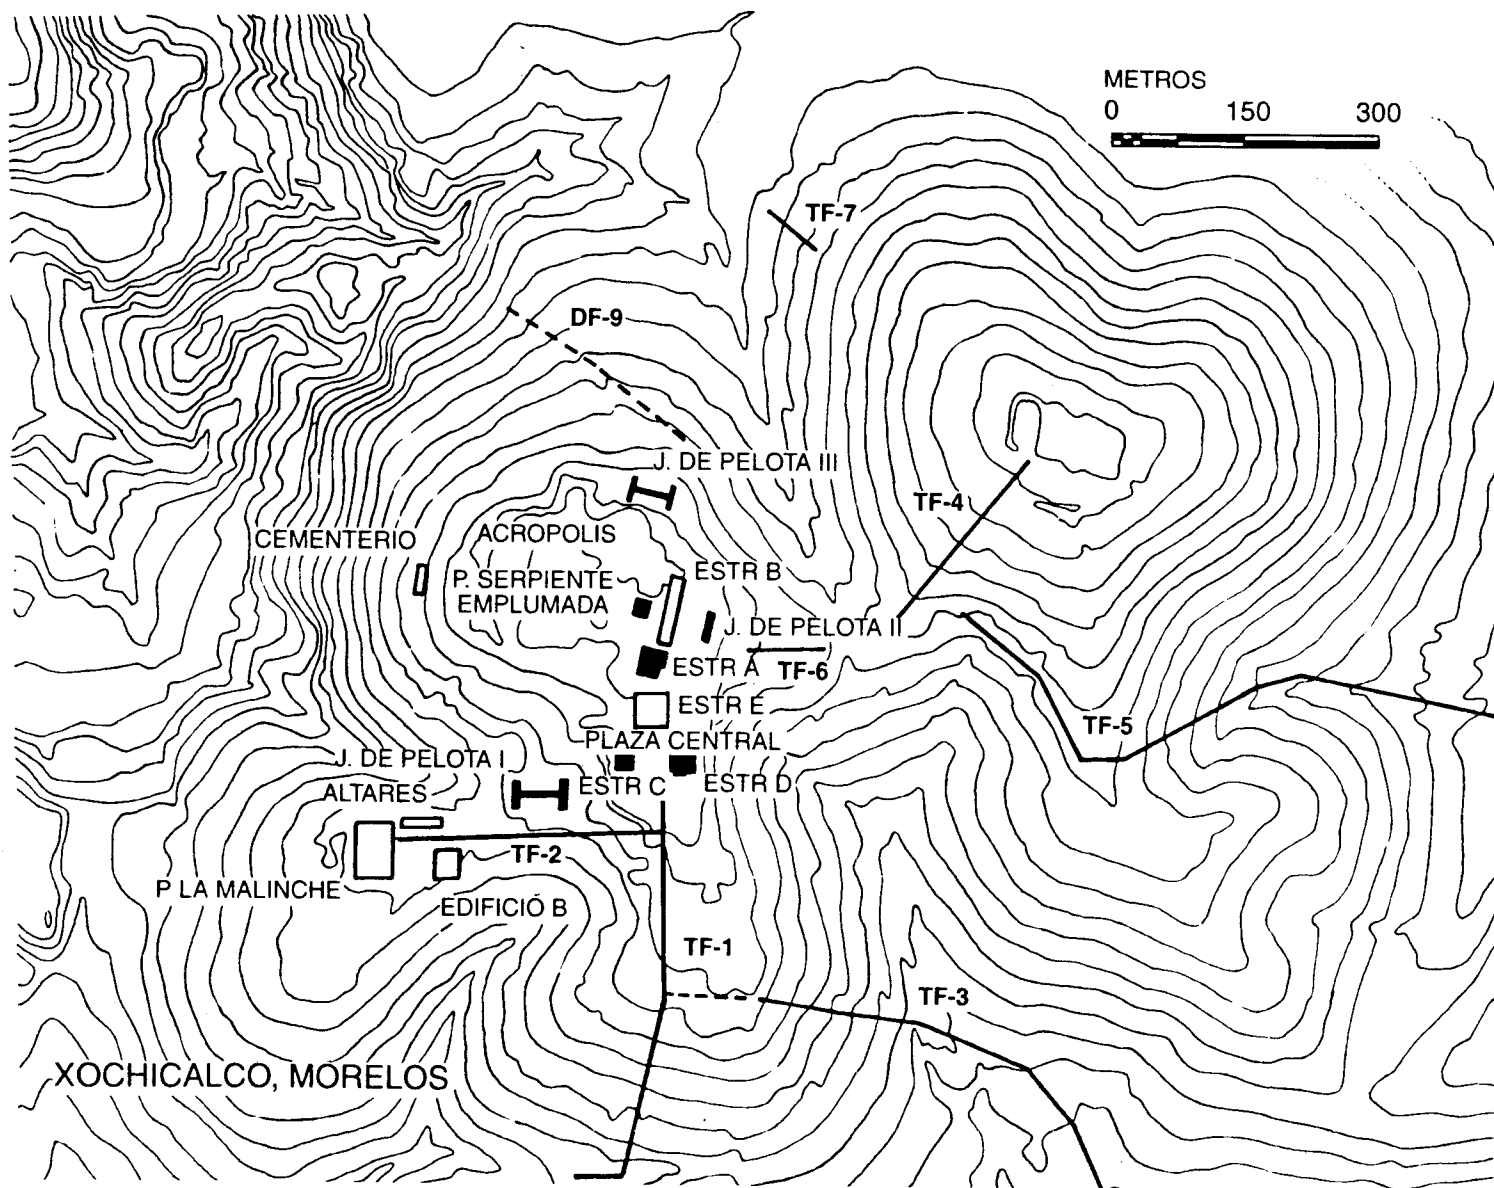 METROS
0 150 300
TF-7
DF-9
J. DE PELOTA III
TF-4
ACROPOLIS
CEMENTERIO
ESTR B
P. SERPIENTE
EMPLUMADA
J. DE PELOTA II
ESTR A
TF-6
ESTR E
TF-5
PLAZA CENTRAL
J. DE PELOTA I
ESTR C
ESTR D
ALTARES
TF-2
P LA MALINCHE
EDIFICIÓ B
TF-1
TF-3
XOCHICALCO, MORELOS